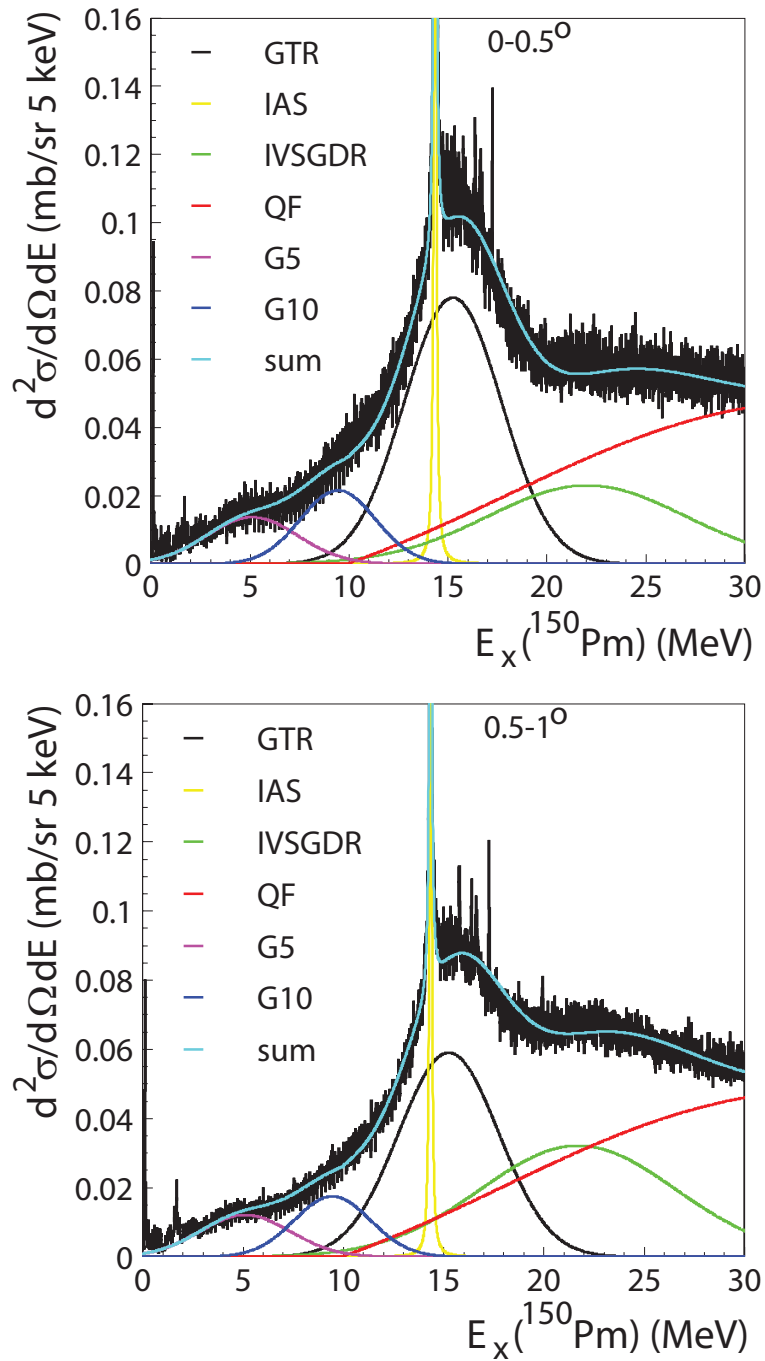 0-0.5°
GTR
IAS
IVSGDR
QF
G5
G10
sum
0.16
0.14
0.12
0.1
0.08
0.06
0.04
0.02
0
d²σ/dΩdE (mb/sr 5 keV)
0 5 10 15 20 25 30
Eₓ(¹⁵⁰Pm) (MeV)
0.5-1°
GTR
IAS
IVSGDR
QF
G5
G10
sum
0.16
0.14
0.12
0.1
0.08
0.06
0.04
0.02
0
d²σ/dΩdE (mb/sr 5 keV)
0 5 10 15 20 25 30
Eₓ(¹⁵⁰Pm) (MeV)